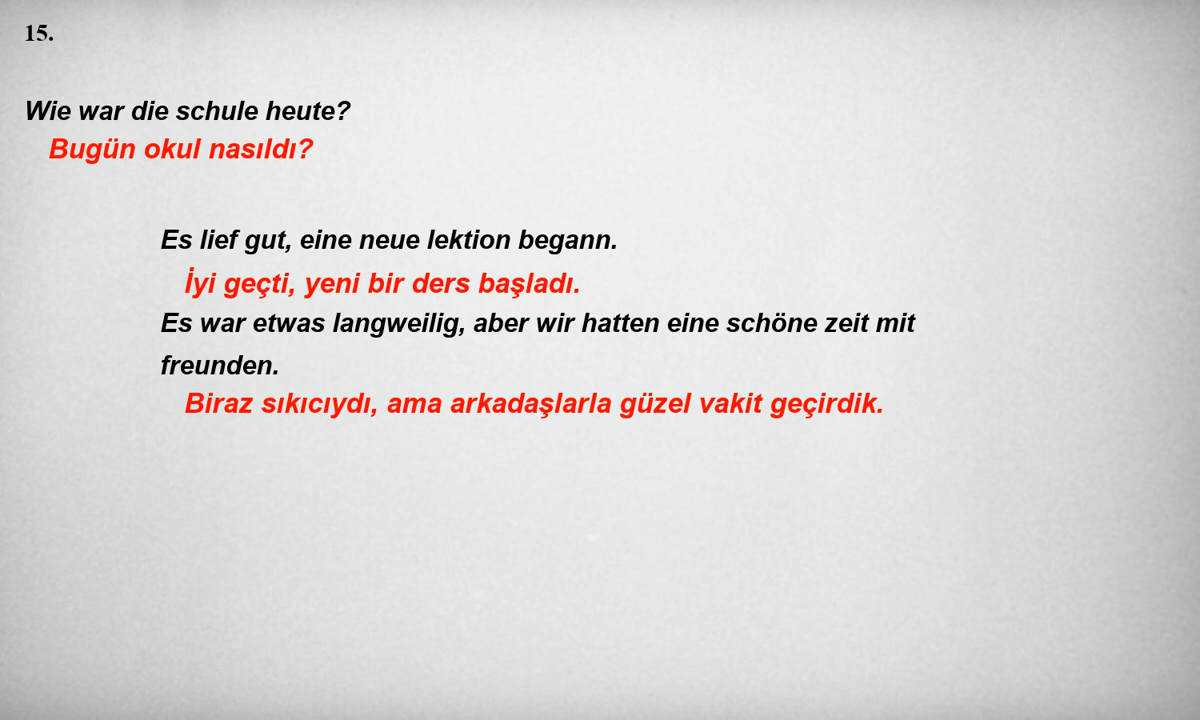 15.
Wie war die schule heute?
Bugün okul nasıldı?
Es lief gut, eine neue lektion begann.
İyi geçti, yeni bir ders başladı.
Es war etwas langweilig, aber wir hatten eine schöne zeit mit
freunden.
Biraz sıkıcıydı, ama arkadaşlarla güzel vakit geçirdik.